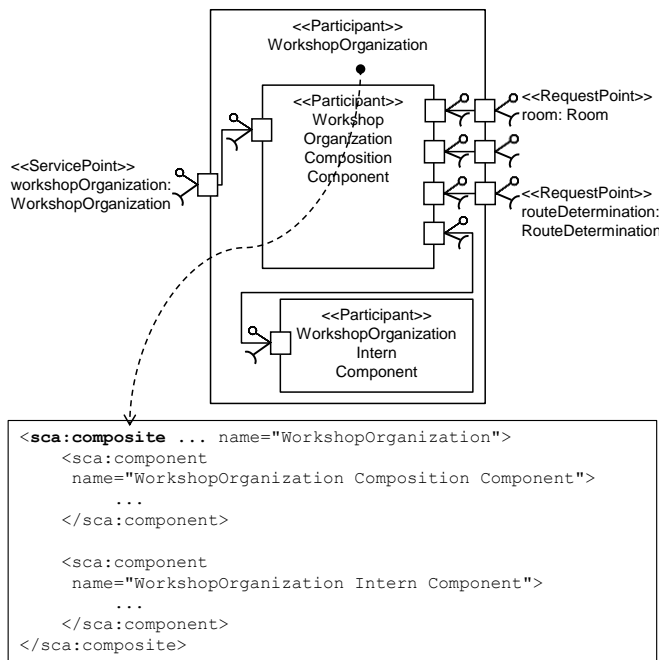 <<Participant>>
WorkshopOrganization
<<Participant>>
Workshop
Organization
Composition
Component
<<RequestPoint>>
room: Room
<<ServicePoint>>
workshopOrganization:
WorkshopOrganization
<<RequestPoint>>
routeDetermination:
RouteDetermination
<<Participant>>
WorkshopOrganization
Intern
Component
<sca:composite ... name="WorkshopOrganization">
<sca:component
name="WorkshopOrganization Composition Component">
...
</sca:component>
<sca:component
name="WorkshopOrganization Intern Component">
...
</sca:component>
</sca:composite>